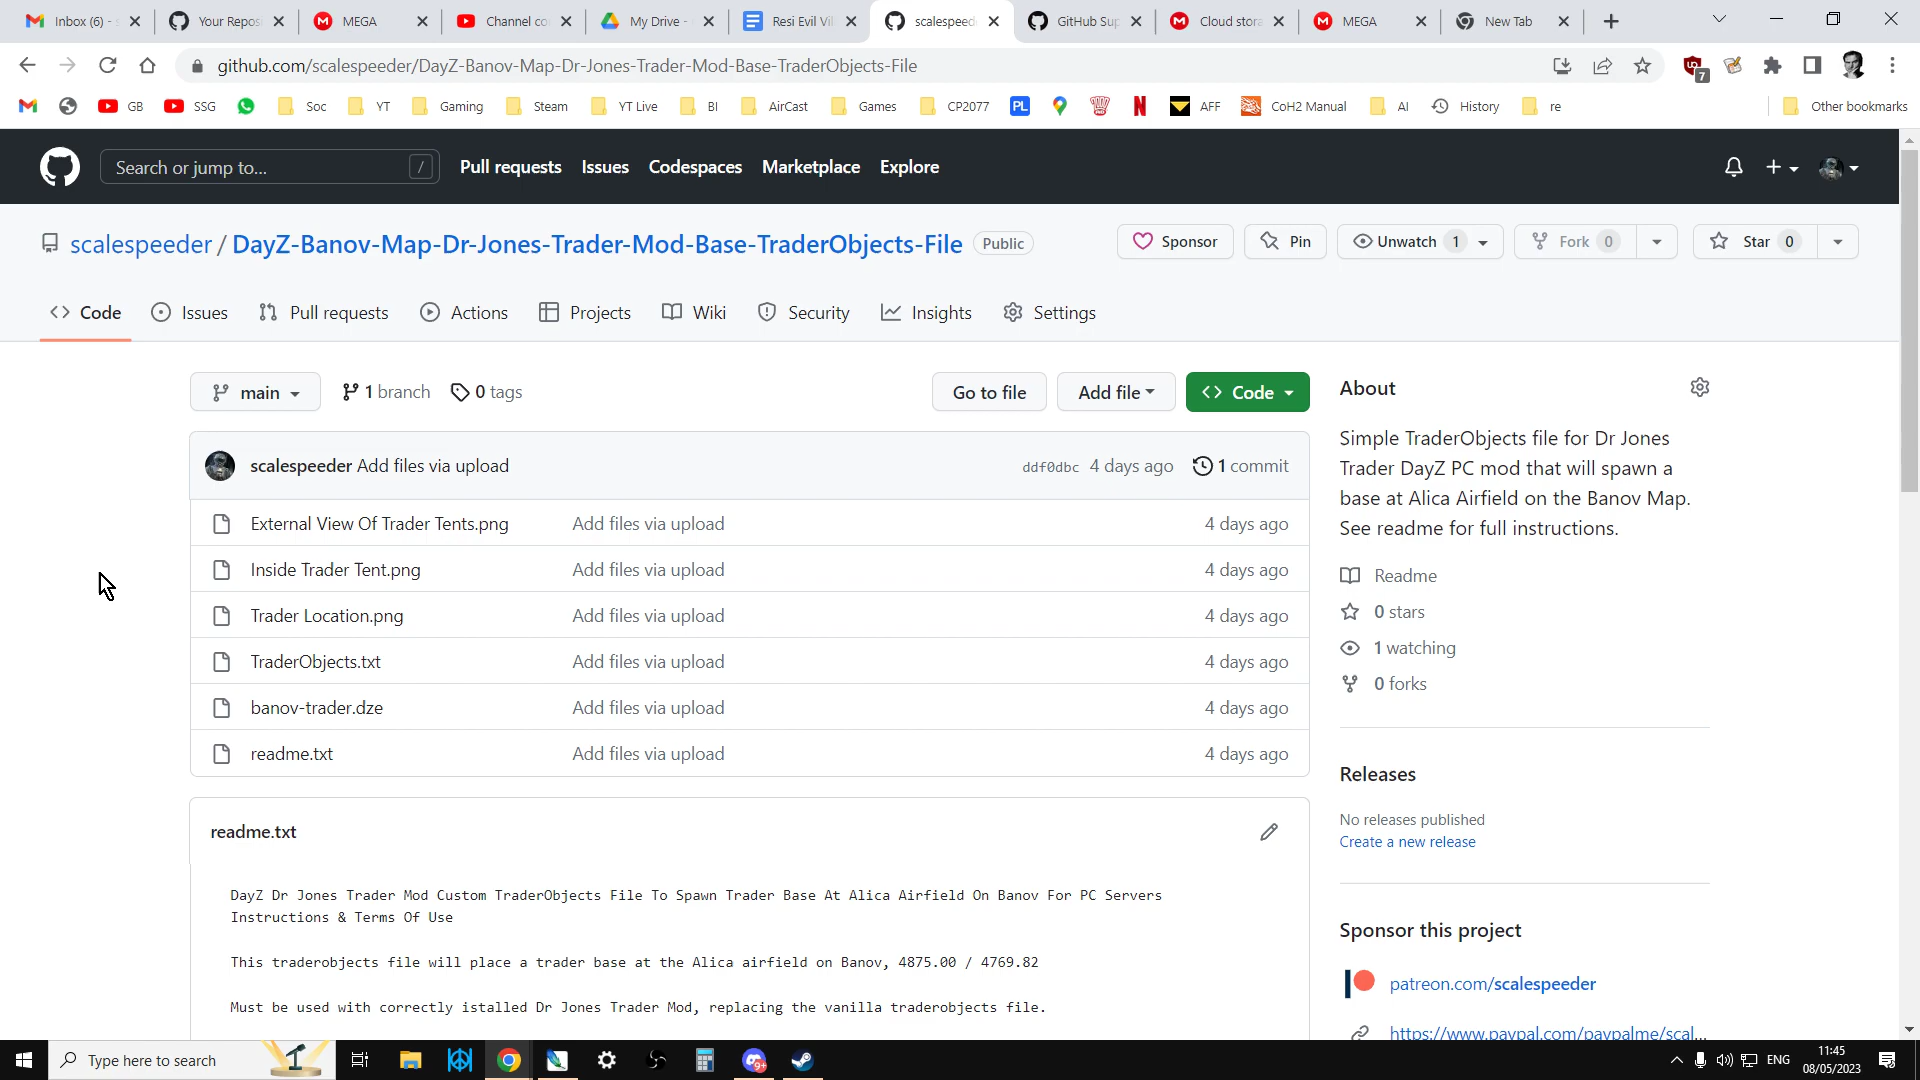 Inbox (6) - s
Your Repos
MEGA
Channel co
My Drive -
Resi Evil Vil
scalespeed
GitHub Sup
Cloud stora
MEGA
New Tab
github.com/scalespeeder/DayZ-Banov-Map-Dr-Jones-Trader-Mod-Base-TraderObjects-File
7
GB
SSG
Soc
YT
Gaming
Steam
YT Live
BI
AirCast
Games
CP2077
PL
AFF
CoH2 Manual
AI
History
re
Other bookmarks
Search or jump to...
/
Pull requests
Issues
Codespaces
Marketplace
Explore
scalespeeder / DayZ-Banov-Map-Dr-Jones-Trader-Mod-Base-TraderObjects-File
Public
Sponsor
Pin
Unwatch 1
Fork 0
Star 0
Code
Issues
Pull requests
Actions
Projects
Wiki
Security
Insights
Settings
main
1 branch
0 tags
Go to file
Add file
Code
scalespeeder Add files via upload
ddf0dbc 4 days ago
1 commit
External View Of Trader Tents.png Add files via upload 4 days ago
Inside Trader Tent.png Add files via upload 4 days ago
Trader Location.png Add files via upload 4 days ago
TraderObjects.txt Add files via upload 4 days ago
banov-trader.dze Add files via upload 4 days ago
readme.txt Add files via upload 4 days ago
readme.txt
DayZ Dr Jones Trader Mod Custom TraderObjects File To Spawn Trader Base At Alica Airfield On Banov For PC Servers
Instructions & Terms Of Use
This traderobjects file will place a trader base at the Alica airfield on Banov, 4875.00 / 4769.82
Must be used with correctly istalled Dr Jones Trader Mod, replacing the vanilla traderobjects file.
About
Simple TraderObjects file for Dr Jones
Trader DayZ PC mod that will spawn a
base at Alica Airfield on the Banov Map.
See readme for full instructions.
Readme
0 stars
1 watching
0 forks
Releases
No releases published
Create a new release
Sponsor this project
patreon.com/scalespeeder
https://www.paypal.com/paypalme/scal...
Type here to search
9+
ENG
11:45
08/05/2023